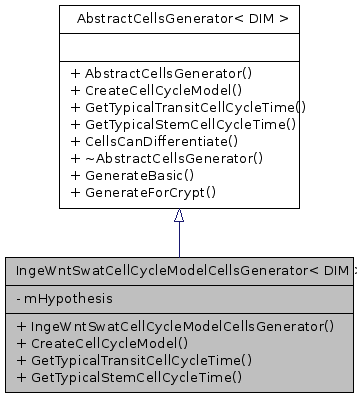 AbstractCellsGenerator< DIM >
+ AbstractCellsGenerator()
+ CreateCellCycleModel()
+ GetTypicalTransitCellCycleTime()
+ GetTypicalStemCellCycleTime()
+ CellsCanDifferentiate()
+ ~AbstractCellsGenerator()
+ GenerateBasic()
+ GenerateForCrypt()
IngeWntSwatCellCycleModelCellsGenerator< DIM >
- mHypothesis
+ IngeWntSwatCellCycleModelCellsGenerator()
+ CreateCellCycleModel()
+ GetTypicalTransitCellCycleTime()
+ GetTypicalStemCellCycleTime()